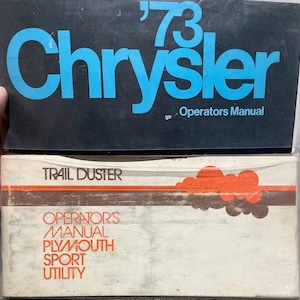 '73
Chrysler
Operators Manual
TRAIL DUSTER
OPERATOR'S
MANUAL
PLYMOUTH
SPORT
UTILITY